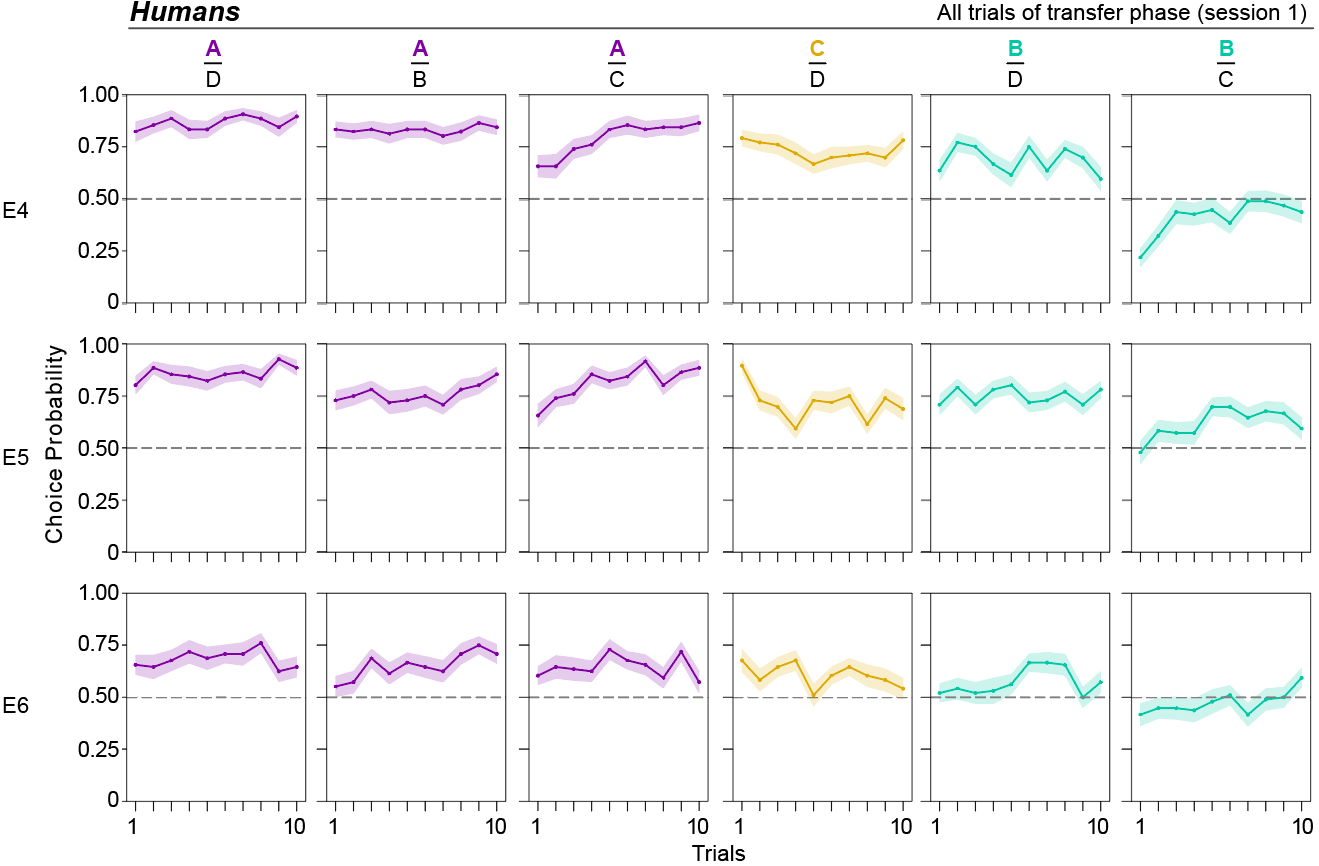 Humans
All trials of transfer phase (session 1)
A A A C B B
D B C D D C
1.00
0.75
0.50
0.25
0
E4
1.00
0.75
0.50
0.25
0
E5
Choice Probability
1.00
0.75
0.50
0.25
0
E6
1 10 1 10 1 10 1 10 1 10 1 10
Trials